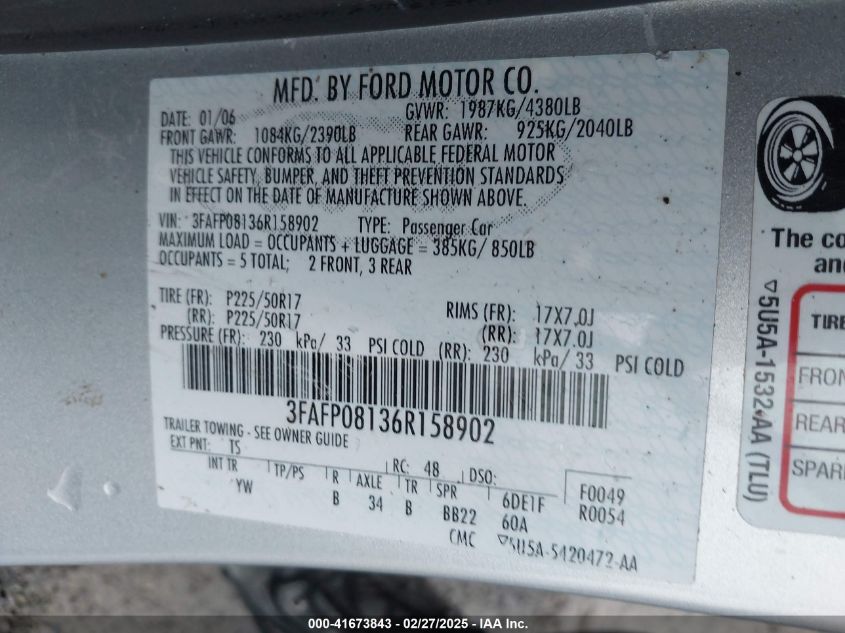 MFD. BY FORD MOTOR CO.
DATE: 01/06 GVWR: 1987KG/4380LB
FRONT GAWR: 1084KG/2390LB REAR GAWR: 925KG/2040LB
THIS VEHICLE CONFORMS TO ALL APPLICABLE FEDERAL MOTOR
VEHICLE SAFETY, BUMPER, AND THEFT PREVENTION STANDARDS
IN EFFECT ON THE DATE OF MANUFACTURE SHOWN ABOVE.
VIN: 3FAFP08136R158902 TYPE: Passenger Car
MAXIMUM LOAD = OCCUPANTS + LUGGAGE = 385KG/ 850LB
OCCUPANTS = 5 TOTAL; 2 FRONT, 3 REAR
TIRE (FR): P225/50R17 RIMS (FR): 17X7.0J
(RR): P225/50R17 (RR): 17X7.0J
PRESSURE (FR): 230 kPa/ 33 PSI COLD (RR): 230 kPa/ 33 PSI COLD
3FAFP08136R158902
TRAILER TOWING - SEE OWNER GUIDE
EXT PNT: TS RC: 48 DSO:
INT TR TP/PS R AXLE TR SPR 6DE1F F0049
YW B 34 B BB22 60A R0054
CMC ▽5U5A-5420472-AA
The co
and
TIRE
FRON
REAR
SPAR
▽5U5A-1532-AA (TLU)
000-41673843 / 02/27/2025 — IAA Inc.